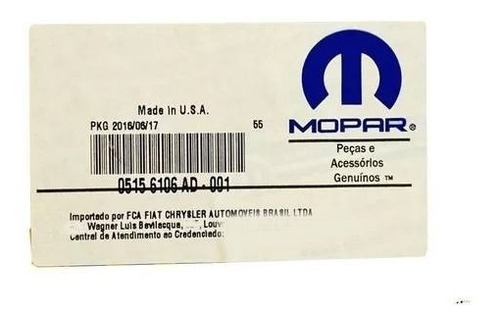 Made In U.S.A.
PKG 2016/06/17 55
0515 6106 AD - 001
MOPAR®
Peças e
Acessórios
Genuínos ™
Importado por FCA FIAT CHRYSLER AUTOMOVEIS BRASIL LTDA
Wagner Luis Bevilacqua,
Central de Atendimento ao Credenciado: